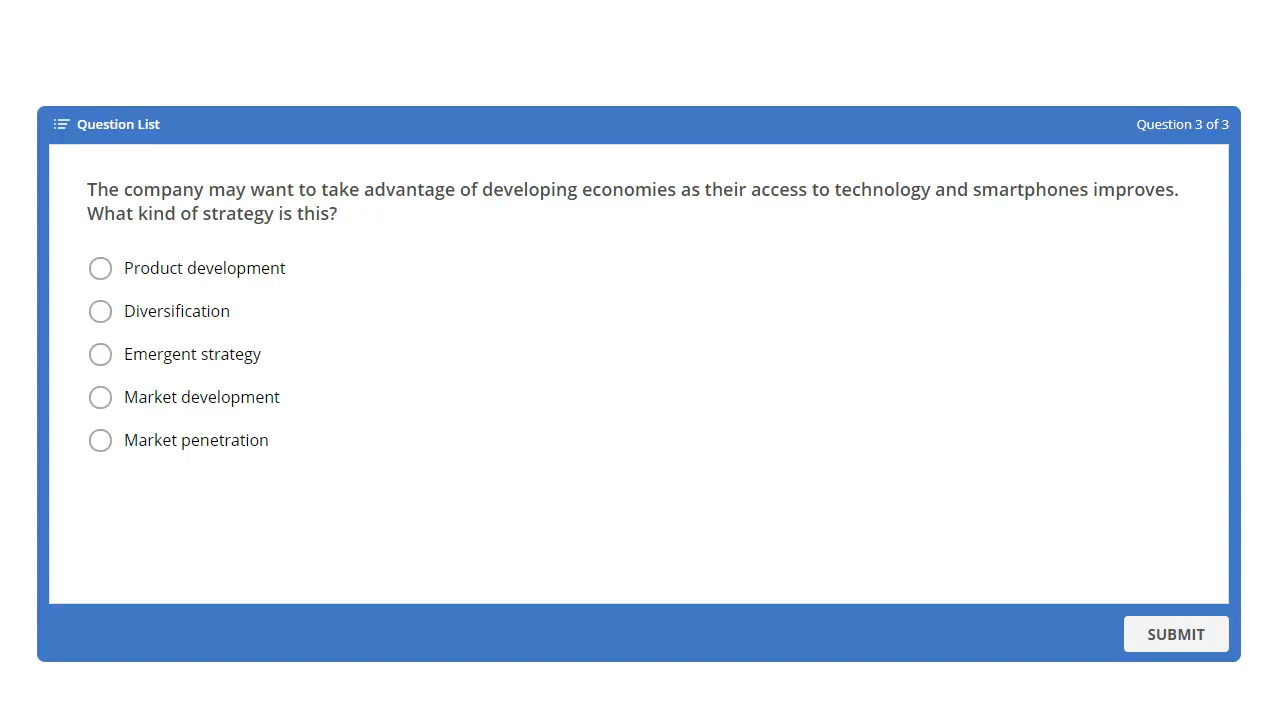 Question List
Question 3 of 3
The company may want to take advantage of developing economies as their access to technology and smartphones improves.
What kind of strategy is this?
Product development
Diversification
Emergent strategy
Market development
Market penetration
SUBMIT